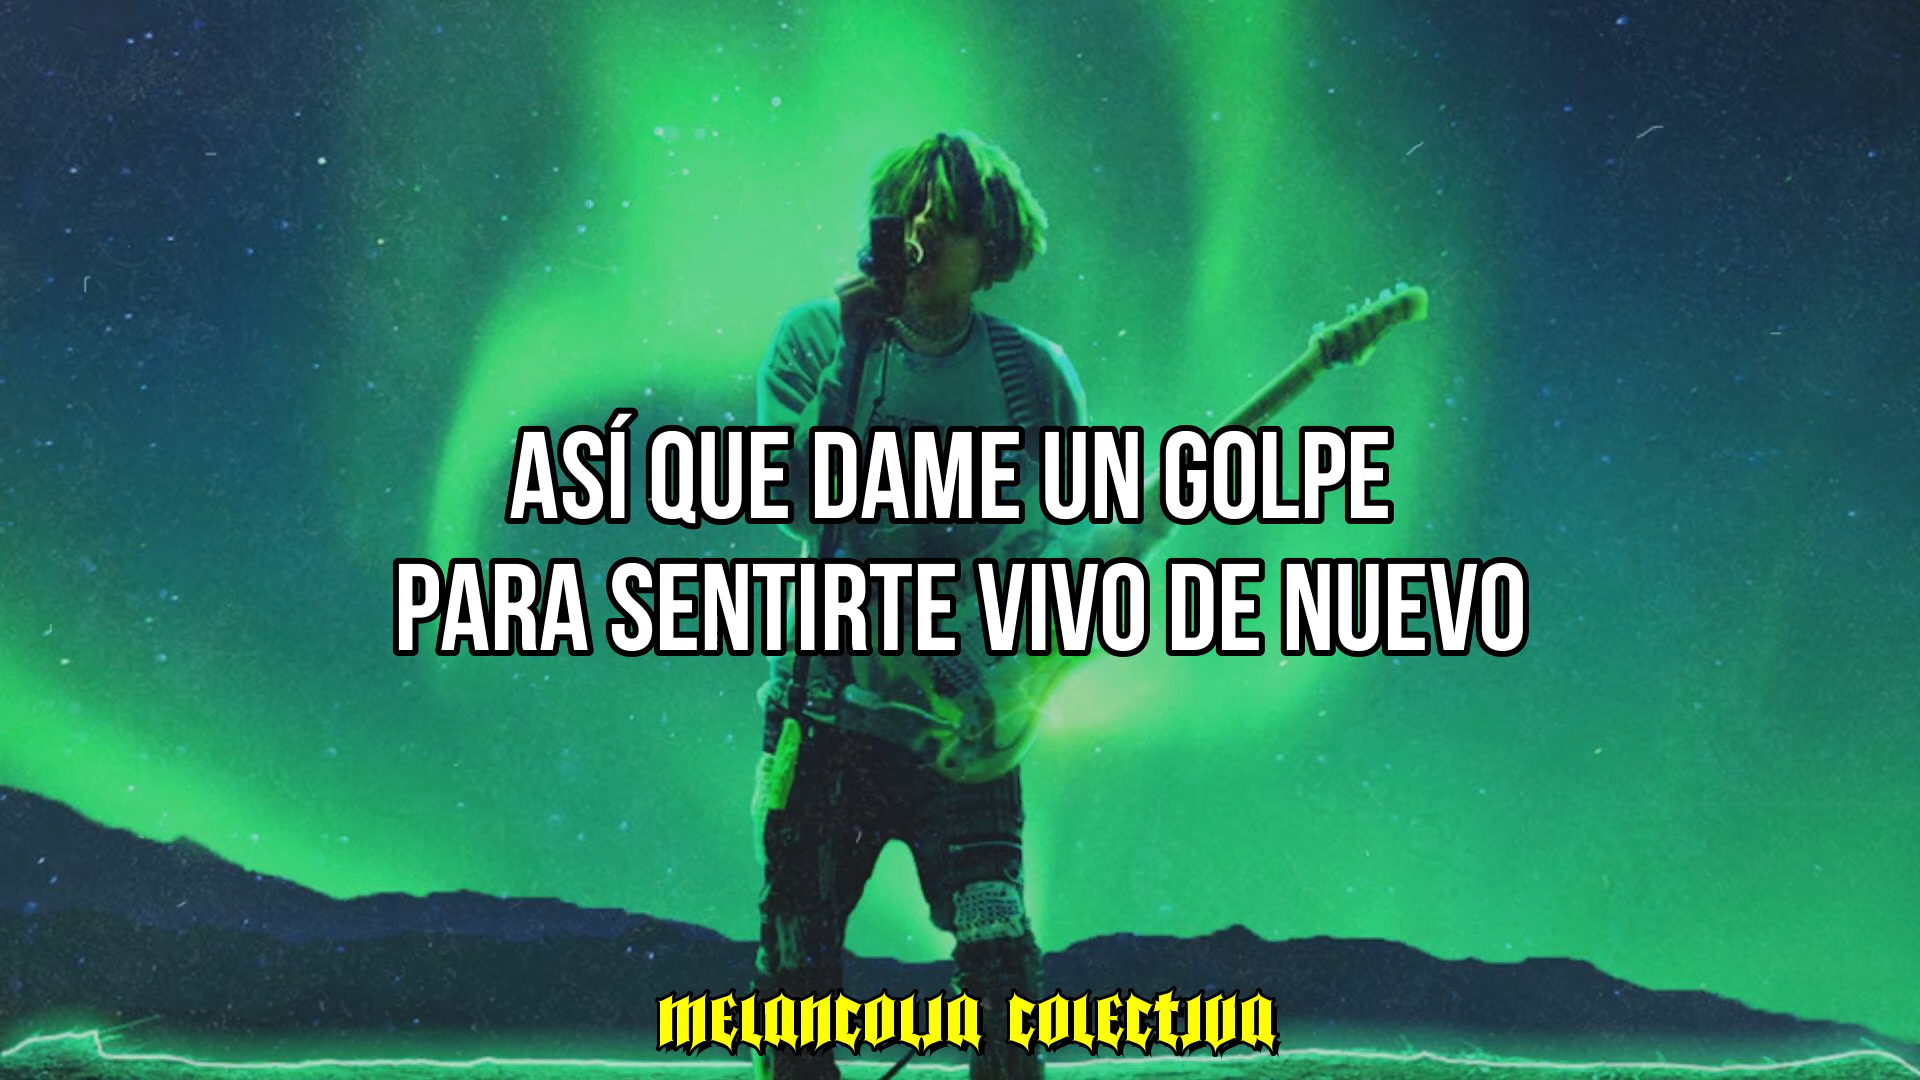 ASÍ QUE DAME UN GOLPE
PARA SENTIRTE VIVO DE NUEVO
MELANCOLIA COLECTIVA